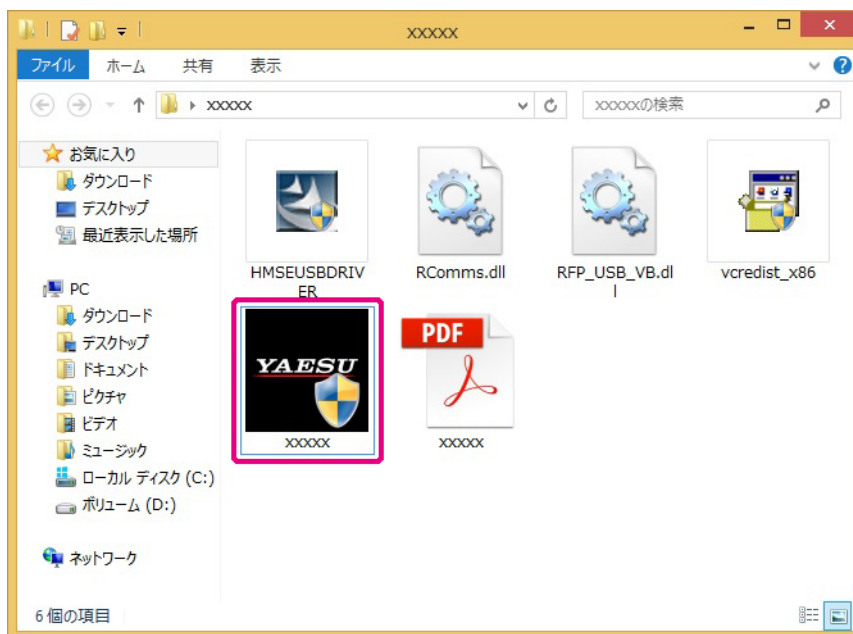 xxxxx
ファイル ホーム 共有 表示
xxxxx
xxxxxの検索
お気に入り
ダウンロード
デスクトップ
最近表示した場所
PC
ダウンロード
デスクトップ
ドキュメント
ピクチャ
ビデオ
ミュージック
ローカル ディスク (C:)
ボリューム (D:)
ネットワーク
HMSEUSBDRIV
ER
RComms.dll
RFP_USB_VB.dl
l
vcredist_x86
YAESU
xxxxx
PDF
xxxxx
6 個の項目